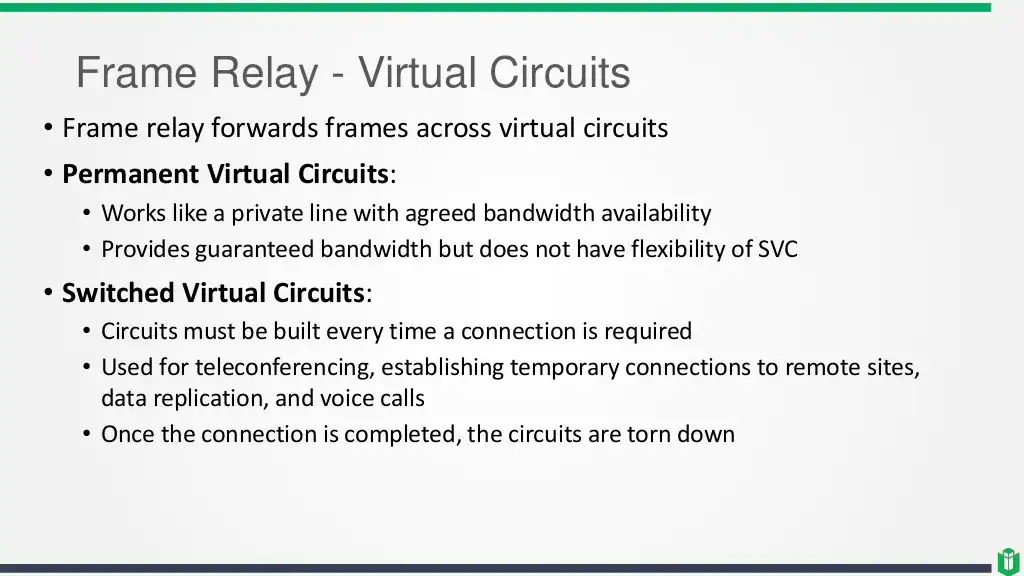 Frame Relay - Virtual Circuits
• Frame relay forwards frames across virtual circuits
• Permanent Virtual Circuits:
• Works like a private line with agreed bandwidth availability
• Provides guaranteed bandwidth but does not have flexibility of SVC
• Switched Virtual Circuits:
• Circuits must be built every time a connection is required
• Used for teleconferencing, establishing temporary connections to remote sites,
data replication, and voice calls
• Once the connection is completed, the circuits are torn down